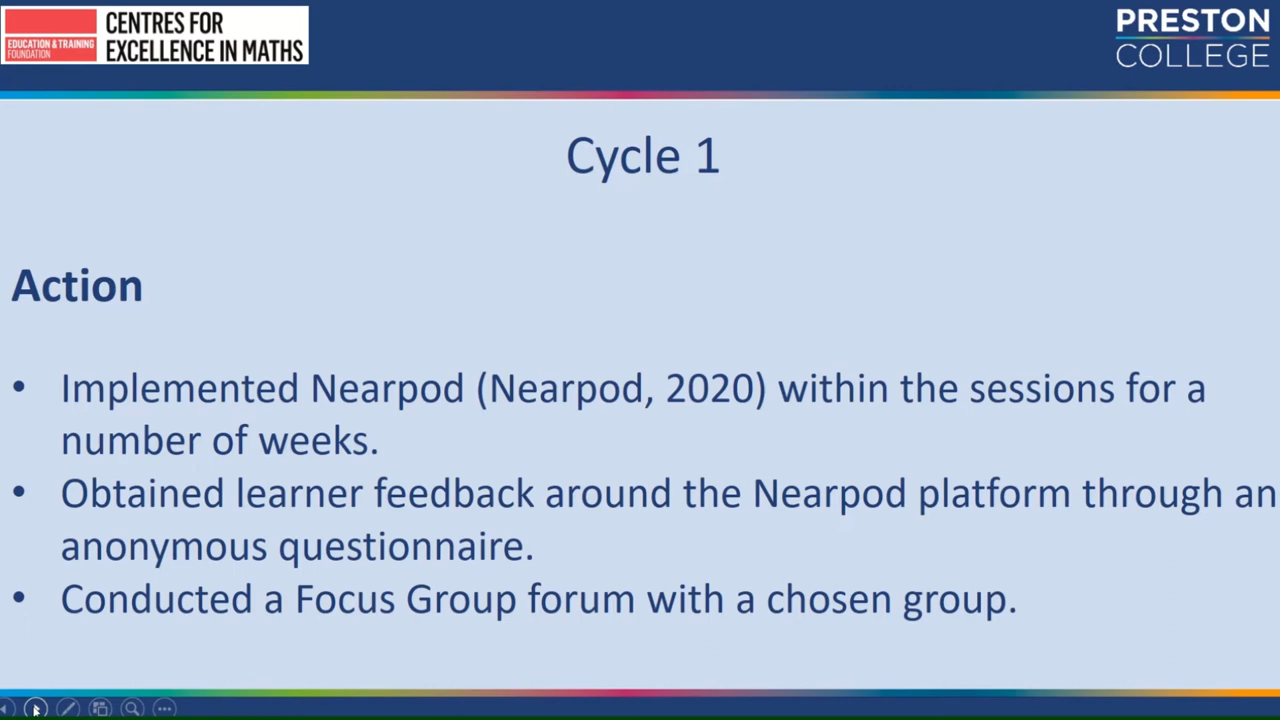 EDUCATION & TRAINING
FOUNDATION
CENTRES FOR
EXCELLENCE IN MATHS
PRESTON
COLLEGE
Cycle 1
Action
• Implemented Nearpod (Nearpod, 2020) within the sessions for a
number of weeks.
• Obtained learner feedback around the Nearpod platform through an
anonymous questionnaire.
• Conducted a Focus Group forum with a chosen group.